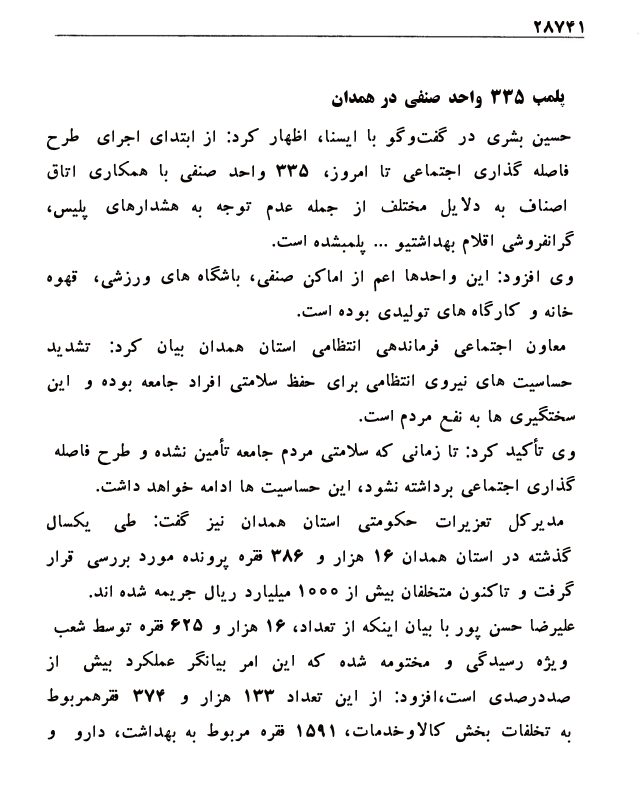 ۲۸۷۴۱
پلمب ۳۳۵ واحد صنفی در همدان
حسین بشری در گفت‌وگو با ایسنا، اظهار کرد: از ابتدای اجرای طرح
فاصله گذاری اجتماعی تا امروز، ۳۳۵ واحد صنفی با همکاری اتاق
اصناف به دلایل مختلف از جمله عدم توجه به هشدارهای پلیس،
گرانفروشی اقلام بهداشتیو ... پلمبشده است.
وی افزود: این واحدها اعم از اماکن صنفی، باشگاه های ورزشی، قهوه
خانه و کارگاه های تولیدی بوده است.
معاون اجتماعی فرماندهی انتظامی استان همدان بیان کرد: تشدید
حساسیت های نیروی انتظامی برای حفظ سلامتی افراد جامعه بوده و این
سختگیری ها به نفع مردم است.
وی تأکید کرد: تا زمانی که سلامتی مردم جامعه تأمین نشده و طرح فاصله
گذاری اجتماعی برداشته نشود، این حساسیت ها ادامه خواهد داشت.
مدیرکل تعزیرات حکومتی استان همدان نیز گفت: طی یکسال
گذشته در استان همدان ۱۶ هزار و ۳۸۶ فقره پرونده مورد بررسی قرار
گرفت و تاکنون متخلفان بیش از ۱۰۰۰ میلیارد ریال جریمه شده اند.
علیرضا حسن پور با بیان اینکه از تعداد، ۱۶ هزار و ۶۲۵ فقره توسط شعب
ویژه رسیدگی و مختومه شده که این امر بیانگر عملکرد بیش از
صددرصدی است،افزود: از این تعداد ۱۳۳ هزار و ۳۷۴ فقرهمربوط
به تخلفات بخش کالاوخدمات، ۱۵۹۱ فقره مربوط به بهداشت، دارو و